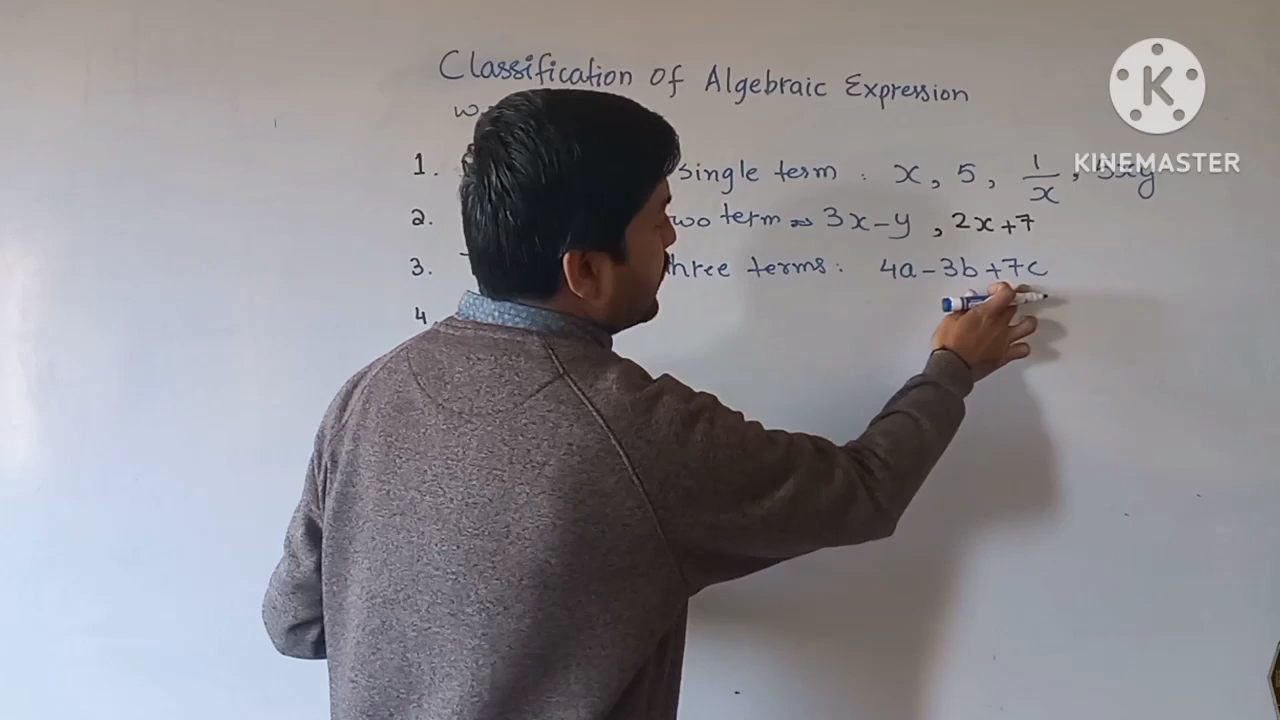 Classification of Algebraic Expression
1. single term : x, 5, 1/x, 5xy
2. two term ⇒ 3x-y, 2x+7
3. three terms: 4a-3b+7c
4.
K
KINEMASTER